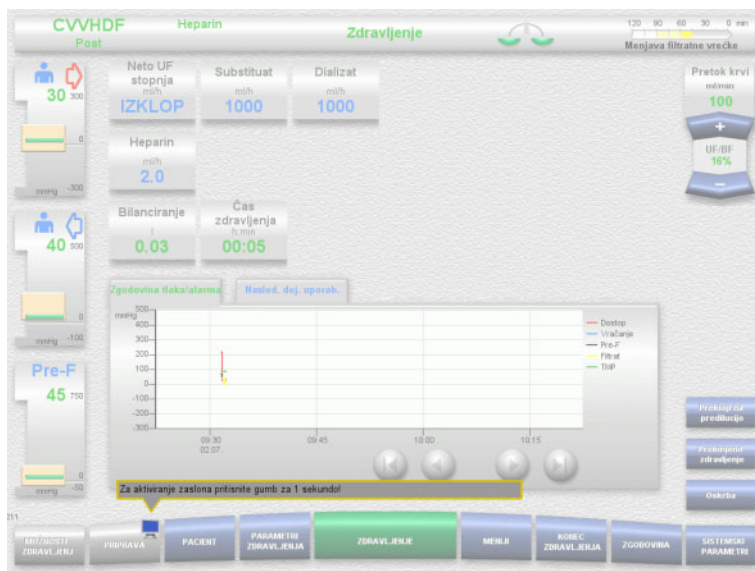 CVVHDF
Post
Heparin
Zdravljenje
120 90 60 30 0 min
Menjava filtratne vrečke
30 300
0
mmHg -300
40 500
0
mmHg -100
Pre-F
45 750
0
mmHg -50
Neto UF
stopnja
ml/h
IZKLOP
Substituat
ml/h
1000
Dializat
ml/h
1000
Heparin
ml/h
2.0
Bilanciranje
l
0.03
Čas
zdravljenja
h:min
00:05
Pretok krvi
ml/min
100
+
UF/BF
16%
−
Zgodovina tlaka/alarma
Nasled. dej. uporab.
mmHg
500
400
300
200
100
0
-100
-200
-300
09:30
02.07.
09:45
10:00
10:15
Dostop
Vračanje
Pre-F
Filtrat
TMP
Preklopi na
predilucijo
Prekinjeno
zdravljenje
Oskrba
Za aktiviranje zaslona pritisnite gumb za 1 sekundo!
211
MOŽNOSTI
ZDRAVLJENJ
PRIPRAVA
PACIENT
PARAMETRI
ZDRAVLJENJA
ZDRAVLJENJE
MENIJI
KONEC
ZDRAVLJENJA
ZGODOVINA
SISTEMSKI
PARAMETRI